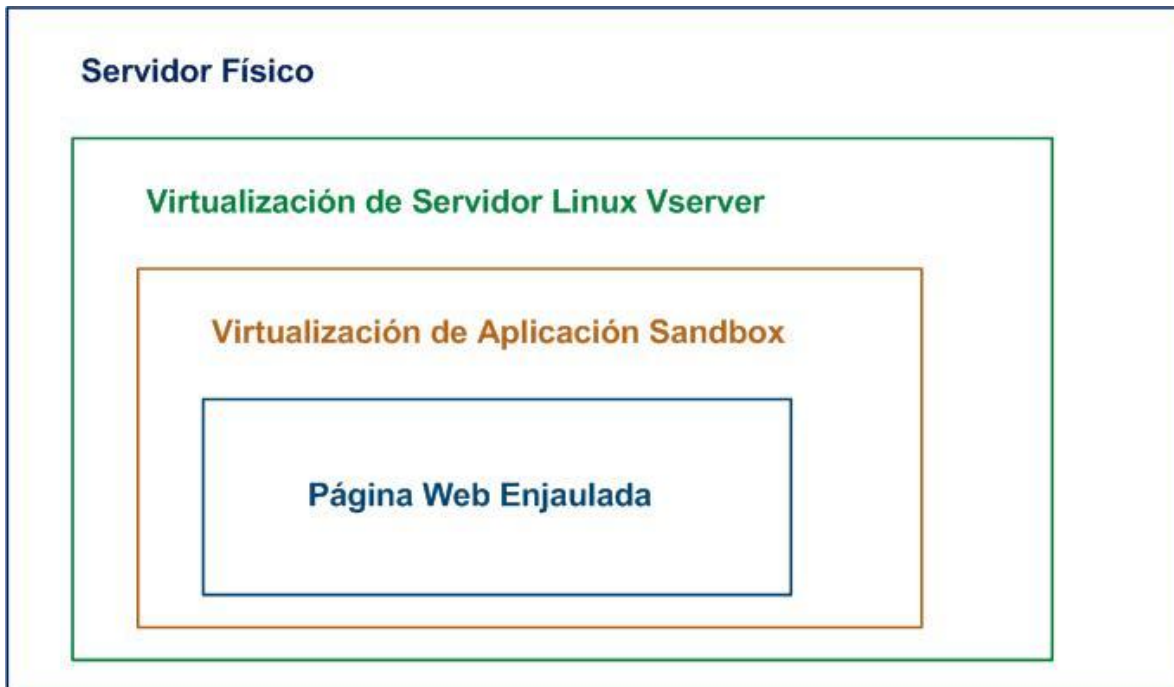 Servidor Físico
Virtualización de Servidor Linux Vserver
Virtualización de Aplicación Sandbox
Página Web Enjaulada